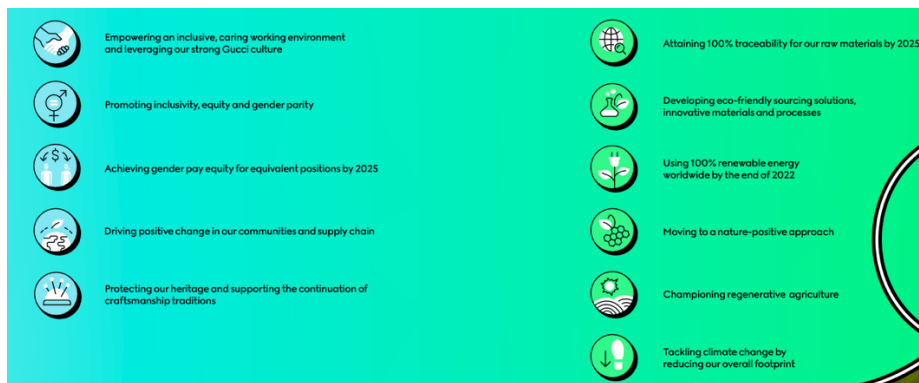 Empowering an inclusive, caring working environment
and leveraging our strong Gucci culture
Promoting inclusivity, equity and gender parity
Achieving gender pay equity for equivalent positions by 2025
Driving positive change in our communities and supply chain
Protecting our heritage and supporting the continuation of
craftsmanship traditions
Attaining 100% traceability for our raw materials by 2025
Developing eco-friendly sourcing solutions,
innovative materials and processes
Using 100% renewable energy
worldwide by the end of 2022
Moving to a nature-positive approach
Championing regenerative agriculture
Tackling climate change by
reducing our overall footprint